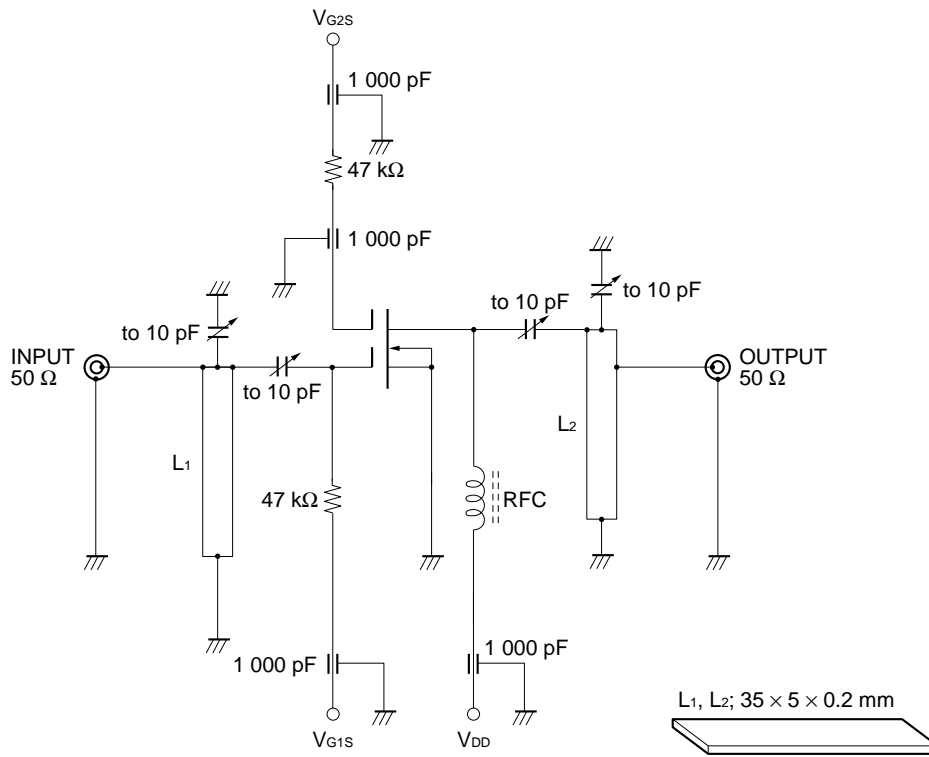 VG2S
1 000 pF
47 kΩ
1 000 pF
to 10 pF
to 10 pF
to 10 pF
to 10 pF
INPUT
50 Ω
OUTPUT
50 Ω
L1
L2
47 kΩ
RFC
1 000 pF
1 000 pF
VG1S
VDD
L1, L2; 35 × 5 × 0.2 mm